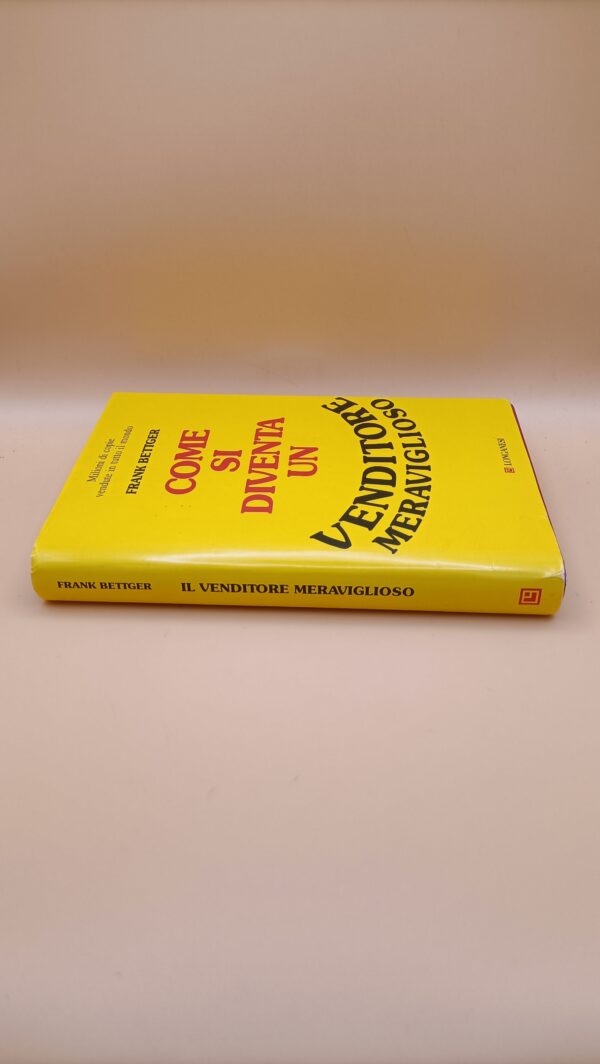 Milioni di copie
vendute in tutto il mondo
FRANK BETTGER
COME
SI
DIVENTA
UN
VENDITORE
MERAVIGLIOSO
LONGANESI
FRANK BETTGER IL VENDITORE MERAVIGLIOSO